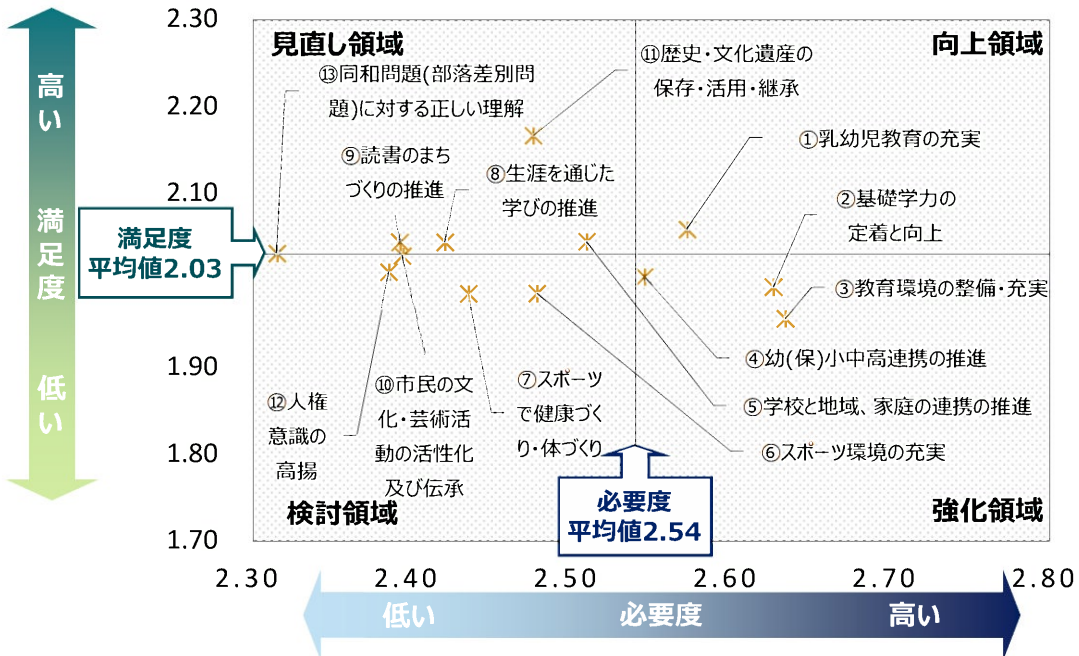 高い
満足度
低い
2.30
2.20
2.10
1.90
1.80
1.70
満足度
平均値2.03
見直し領域
向上領域
⑬同和問題(部落差別問
題)に対する正しい理解
⑪歴史・文化遺産の
保存・活用・継承
①乳幼児教育の充実
⑨読書のまち
づくりの推進
⑧生涯を通じた
学びの推進
②基礎学力の
定着と向上
③教育環境の整備・充実
④幼(保)小中高連携の推進
⑤学校と地域、家庭の連携の推進
⑥スポーツ環境の充実
⑦スポーツ
で健康づく
り・体づくり
⑩市民の文
化・芸術活
動の活性化
及び伝承
⑫人権
意識の
高揚
検討領域
強化領域
必要度
平均値2.54
2.30 2.40 2.50 2.60 2.70 2.80
低い 必要度 高い